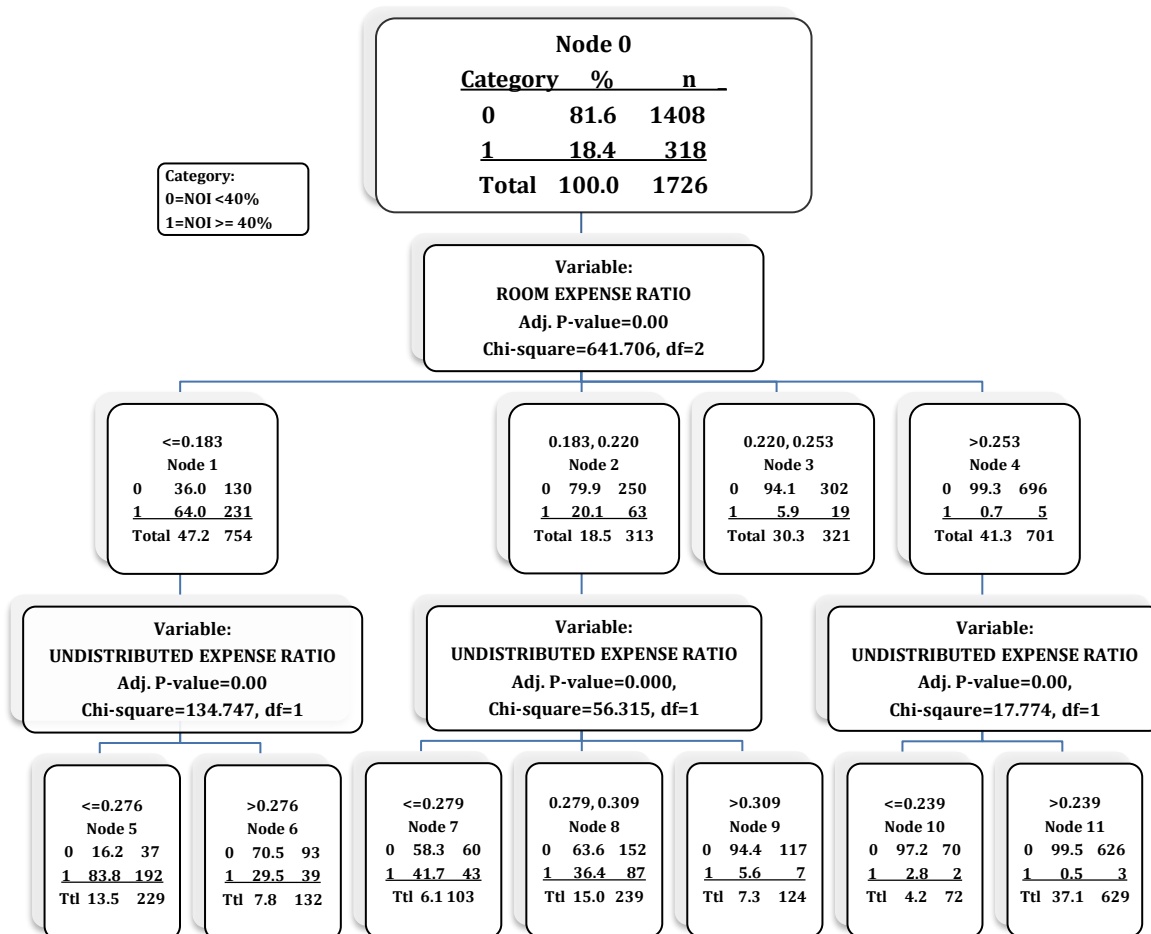 Node 0
Category % n _
0 81.6 1408
1 18.4 318
Total 100.0 1726
Category:
0=NOI <40%
1=NOI >= 40%
Variable:
ROOM EXPENSE RATIO
Adj. P-value=0.00
Chi-square=641.706, df=2
<=0.183
Node 1
0 36.0 130
1 64.0 231
Total 47.2 754
0.183, 0.220
Node 2
0 79.9 250
1 20.1 63
Total 18.5 313
0.220, 0.253
Node 3
0 94.1 302
1 5.9 19
Total 30.3 321
>0.253
Node 4
0 99.3 696
1 0.7 5
Total 41.3 701
Variable:
UNDISTRIBUTED EXPENSE RATIO
Adj. P-value=0.00
Chi-square=134.747, df=1
Variable:
UNDISTRIBUTED EXPENSE RATIO
Adj. P-value=0.000,
Chi-square=56.315, df=1
Variable:
UNDISTRIBUTED EXPENSE RATIO
Adj. P-value=0.00,
Chi-sqaure=17.774, df=1
<=0.276
Node 5
0 16.2 37
1 83.8 192
Ttl 13.5 229
>0.276
Node 6
0 70.5 93
1 29.5 39
Ttl 7.8 132
<=0.279
Node 7
0 58.3 60
1 41.7 43
Ttl 6.1 103
0.279, 0.309
Node 8
0 63.6 152
1 36.4 87
Ttl 15.0 239
>0.309
Node 9
0 94.4 117
1 5.6 7
Ttl 7.3 124
<=0.239
Node 10
0 97.2 70
1 2.8 2
Ttl 4.2 72
>0.239
Node 11
0 99.5 626
1 0.5 3
Ttl 37.1 629